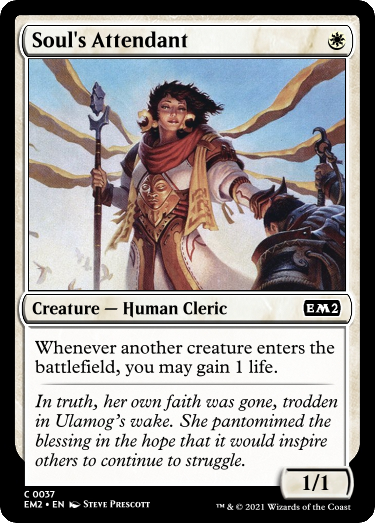 Soul's Attendant
Creature — Human Cleric
EM2
Whenever another creature enters the
battlefield, you may gain 1 life.
In truth, her own faith was gone, trodden
in Ulamog's wake. She pantomimed the
blessing in the hope that it would inspire
others to continue to struggle.
1/1
C 0037
EM2 • EN Steve Prescott
™ & © 2021 Wizards of the Coast